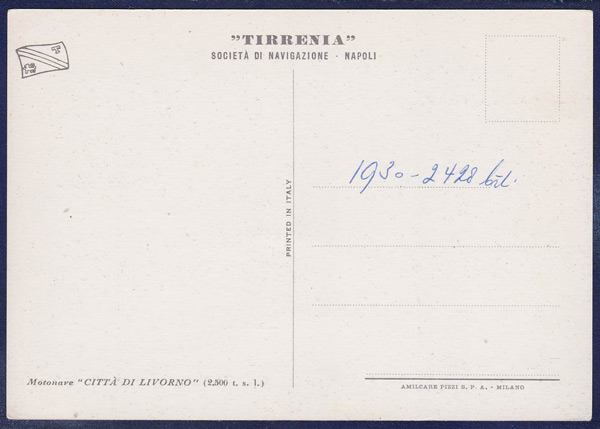 "TIRRENIA"
SOCIETÀ DI NAVIGAZIONE - NAPOLI
T
1930-2428 brt.
PRINTED IN ITALY
Motonave "CITTÀ DI LIVORNO" (2,500 t. s. l.)
AMILCARE PIZZI S. P. A. - MILANO